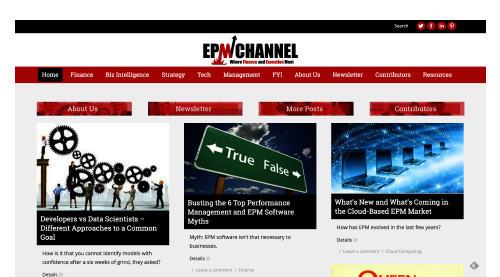 Search
EPMCHANNEL
Where Finance and Execution Meet
Home Finance Biz Intelligence Strategy Tech Management FYI About Us Newsletter Contributors Resources
About Us Newsletter More Posts Contributors
True False
Developers vs Data Scientists –
Different Approaches to a Common
Goal
How is it that you cannot identify models with
confidence after a six weeks of grind, they asked?
Details »
Busting the 6 Top Performance
Management and EPM Software
Myths
Myth: EPM software isn't that necessary to
businesses.
Details »
/ Leave a comment / Finance
What's New and What's Coming in
the Cloud-Based EPM Market
How has EPM evolved in the last few years?
Details »
/ Leave a comment / Cloud Computing
QUEEN